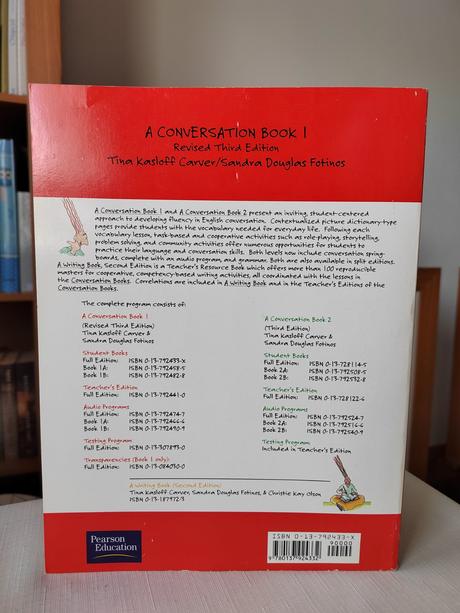 A CONVERSATION BOOK 1
Revised Third Edition
Tina Kasloff Carver/Sandra Douglas Fotinos
A Conversation Book 1 and A Conversation Book 2 present an inviting, student-centered
approach to developing fluency in English conversation. Contextualized picture dictionary-type
pages provide students with the vocabulary needed for everyday life. Following each
vocabulary lesson, task-based and cooperative activities such as role-playing, storytelling,
problem solving, and community activities offer numerous opportunities for students to
practice their language and conversation skills. Both levels now include conversation spring-
boards, complete with an audio program, and grammar. Both are also available in split editions.
A Writing Book, Second Edition is a Teacher's Resource Book which offers more than 100 reproducible
masters for cooperative, competency-based writing activities, all coordinated with the lessons in
the Conversation Books. Correlations are included in A Writing Book and in the Teacher's Editions of the
Conversation Books.
The complete program consists of:
A Conversation Book 1
(Revised Third Edition)
Tina Kasloff Carver &
Sandra Douglas Fotinos
Student Books
Full Edition: ISBN 0-13-792433-X
Book 1A: ISBN 0-13-792458-5
Book 1B: ISBN 0-13-792482-8
Teacher's Edition
Full Edition: ISBN 0-13-792441-0
Audio Programs
Full Edition: ISBN 0-13-792474-7
Book 1A: ISBN 0-13-792466-6
Book 1B: ISBN 0-13-792490-9
Testing Program
Full Edition: ISBN 0-13-307893-0
Transparencies (Book 1 only):
Full Edition: ISBN 0-13-084030-0
A Conversation Book 2
(Third Edition)
Tina Kasloff Carver &
Sandra Douglas Fotinos
Student Books
Full Edition: ISBN 0-13-728114-5
Book 2A: ISBN 0-13-792508-5
Book 2B: ISBN 0-13-792532-8
Teacher's Edition
Full Edition: ISBN 0-13-728122-6
Audio Programs
Full Edition: ISBN 0-13-792524-7
Book 2A: ISBN 0-13-792516-6
Book 2B: ISBN 0-13-792540-9
Testing Program
Included in Teacher's Edition
A Writing Book (Second Edition)
Tina Kasloff Carver, Sandra Douglas Fotinos, & Christie Kay Olson
ISBN 0-13-187972-3
Pearson
Education
ISBN 0-13-792433-X
90000
9 780137 924332